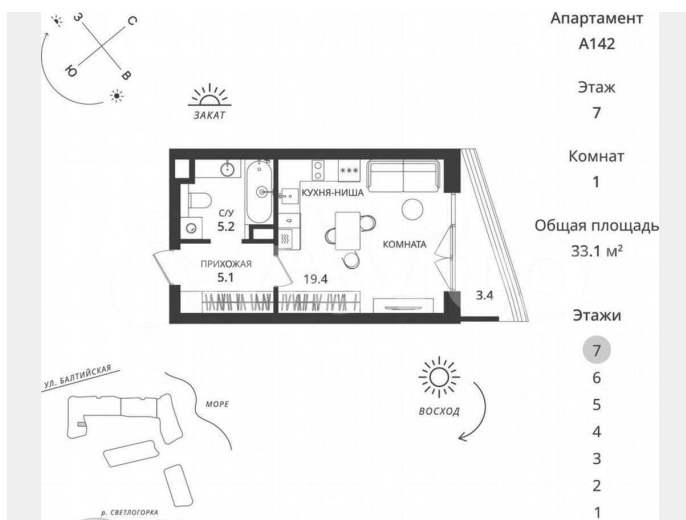 З
С
Ю
В
ЗАКАТ
С/У
5.2
КУХНЯ-НИША
КОМНАТА
ПРИХОЖАЯ
5.1
19.4
3.4
ВОСХОД
УЛ. БАЛТИЙСКАЯ
МОРЕ
р. СВЕТЛОГОРКА
Апартамент
А142
Этаж
7
Комнат
1
Общая площадь
33.1 м²
Этажи
7
6
5
4
3
2
1